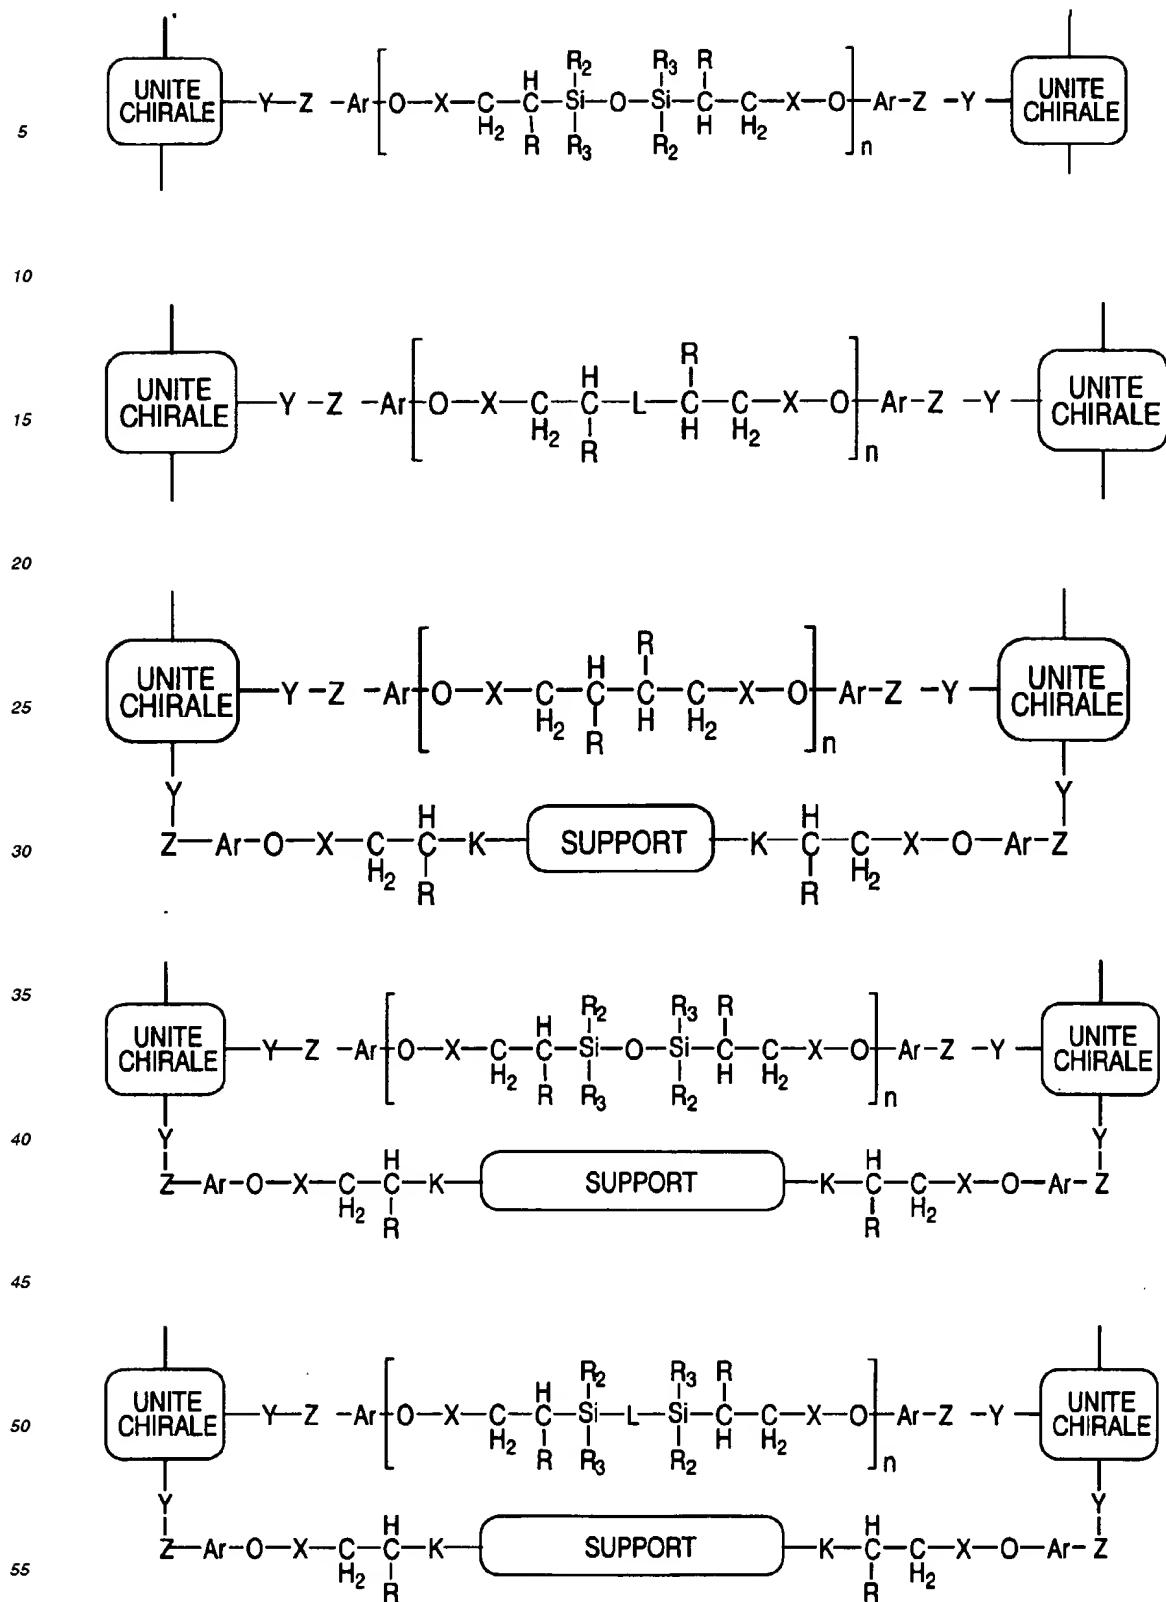 R2 R3 R
H
UNITE CHIRALE —Y—Z —Ar[O—X—C—C—Si—O—Si—C—C—X—O]Ar—Z —Y— UNITE CHIRALE
5
H2 R R3 R2 H H2 n
10
H R
UNITE CHIRALE —Y—Z —Ar[O—X—C—C—L—C—C—X—O]Ar—Z —Y— UNITE CHIRALE
15
H2 R H H2 n
20
H R
UNITE CHIRALE —Y—Z —Ar[O—X—C—C—C—C—X—O]Ar—Z —Y— UNITE CHIRALE
25
H2 R H H2 n
Y Y
H H
30 Z—Ar—O—X—C—C—K— SUPPORT —K—C—C—X—O—Ar—Z
H2 R R H2
35
R2 R3 R
H
UNITE CHIRALE —Y—Z —Ar[O—X—C—C—Si—O—Si—C—C—X—O]Ar—Z —Y— UNITE CHIRALE
H2 R R3 R2 H H2 n
40 Y Y
H H
Z—Ar—O—X—C—C—K— SUPPORT —K—C—C—X—O—Ar—Z
H2 R R H2
45
R2 R3 R
H
UNITE CHIRALE —Y—Z —Ar[O—X—C—C—Si—L—Si—C—C—X—O]Ar—Z —Y— UNITE CHIRALE
50
H2 R R3 R2 H H2 n
Y Y
H H
Z—Ar—O—X—C—C—K— SUPPORT —K—C—C—X—O—Ar—Z
55
H2 R R H2